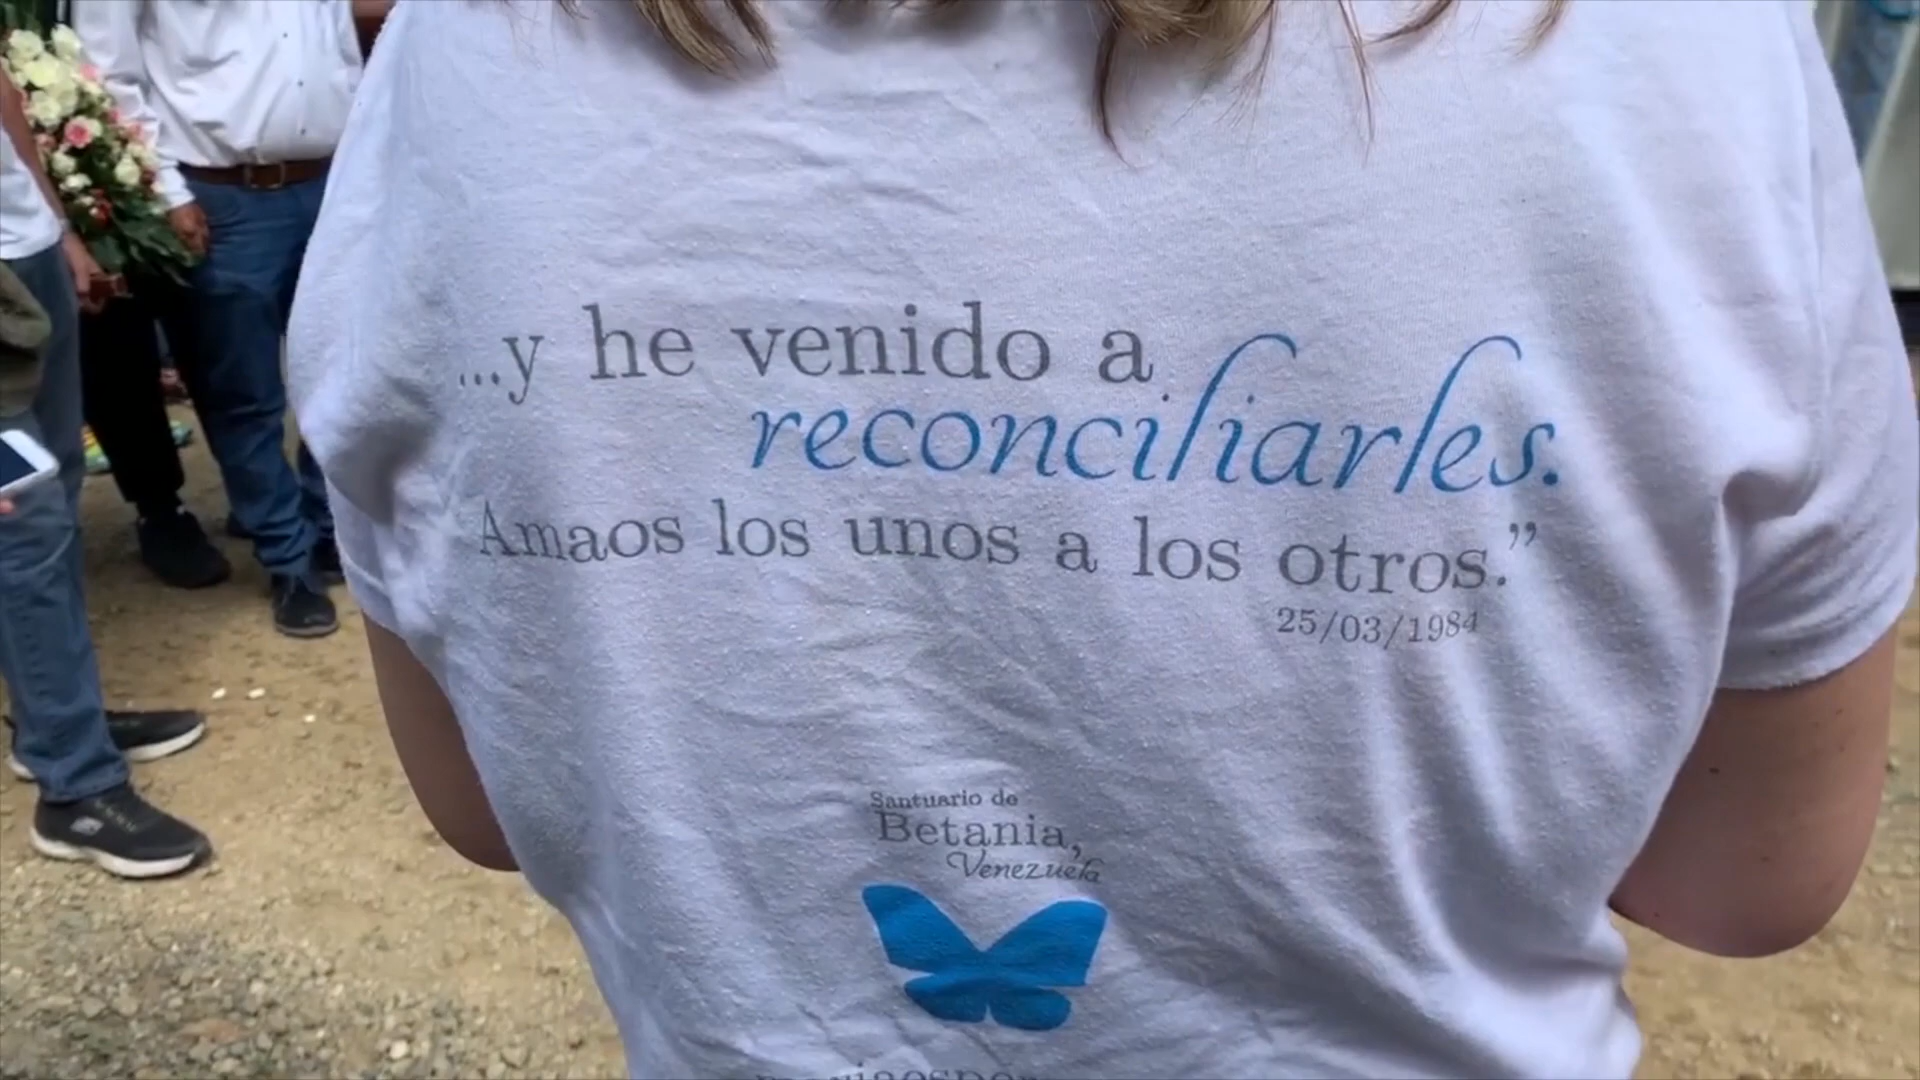 ...y he venido a
reconciliarles.
Amaos los unos a los otros.”
25/03/1984
Santuario de
Betania,
Venezuela